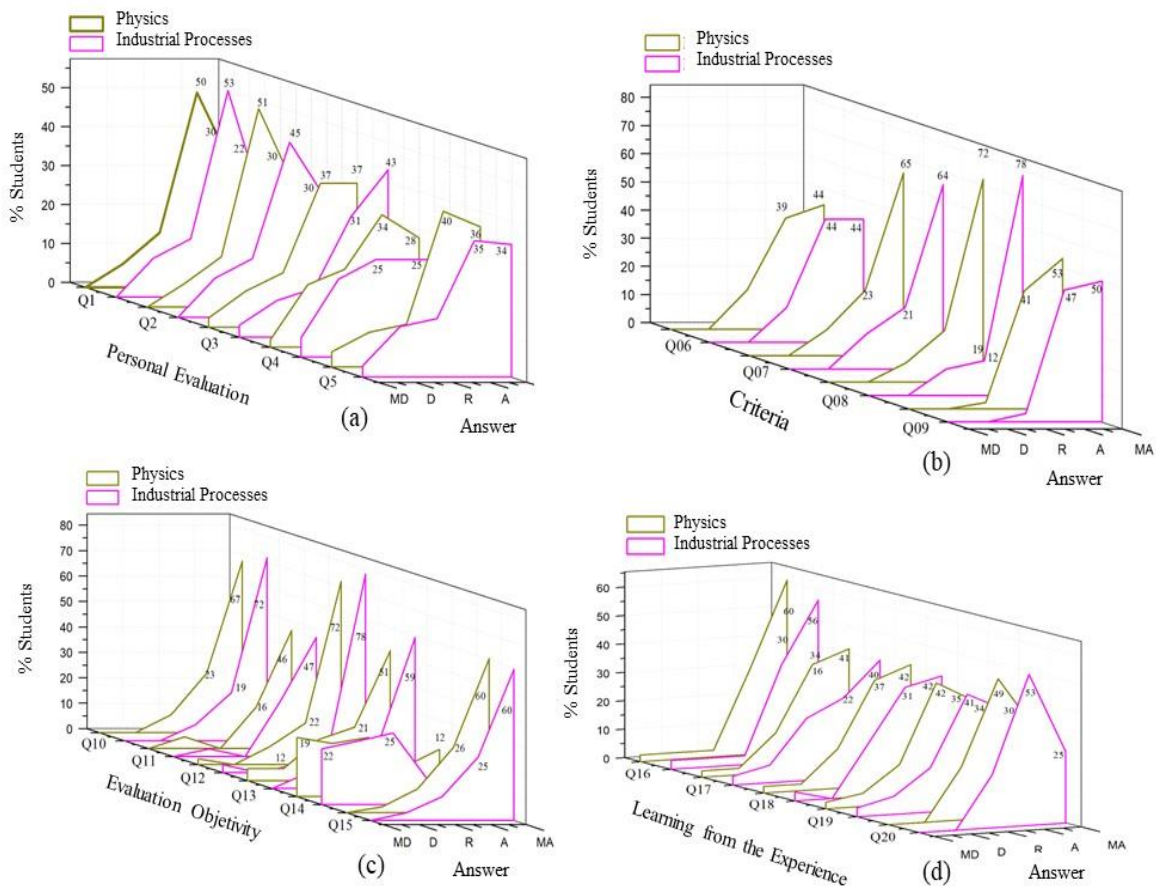 Physics
Industrial Processes
% Students
50
40
30
20
10
0
50
30
53
22
51
30
45
30
37
37
31
43
34
28
25
25
40
36
35
34
Q1
Q2
Q3
Q4
Q5
MD
D
R
A
Personal Evaluation
(a)
Answer
Physics
Industrial Processes
% Students
80
70
60
50
40
30
20
10
0
39
44
44
44
23
65
21
64
72
19
12
78
41
53
47
50
Q06
Q07
Q08
Q09
MD
D
R
A
MA
Criteria
(b)
Answer
Physics
Industrial Processes
% Students
80
70
60
50
40
30
20
10
0
23
67
19
72
16
46
47
22
72
78
12
21
51
59
19
22
25
12
26
60
25
60
Q10
Q11
Q12
Q13
Q14
Q15
MD
D
R
A
MA
Evaluation Objetivity
(c)
Answer
Physics
Industrial Processes
% Students
60
50
40
30
20
10
0
60
30
56
34
16
41
22
40
37
42
31
42
42
35
41
34
49
30
53
25
Q16
Q17
Q18
Q19
Q20
MD
D
R
A
MA
Learning from the Experience
(d)
Answer